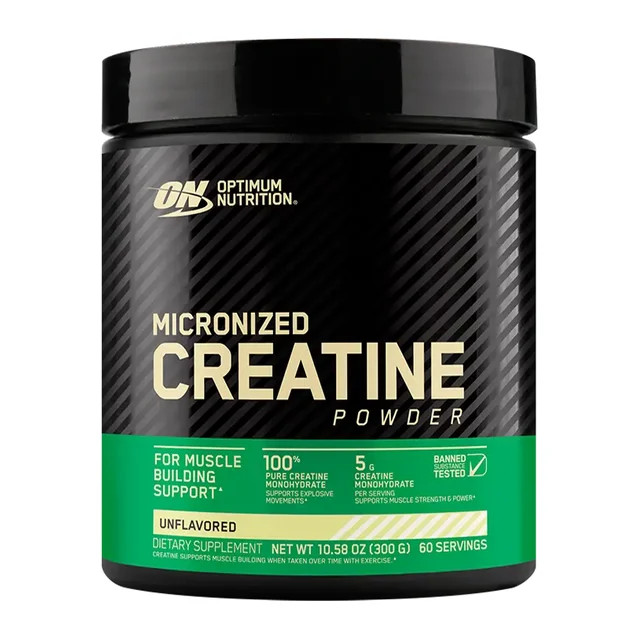 ON OPTIMUM
NUTRITION®
MICRONIZED
CREATINE
POWDER
FOR MUSCLE
BUILDING
SUPPORT*
100%
PURE CREATINE
MONOHYDRATE
SUPPORTS EXPLOSIVE
MOVEMENTS*
5 G
CREATINE
MONOHYDRATE
PER SERVING
SUPPORTS MUSCLE STRENGTH & POWER*
BANNED
SUBSTANCE
TESTED
UNFLAVORED
DIETARY SUPPLEMENT NET WT 10.58 OZ (300 G) 60 SERVINGS
CREATINE SUPPORTS MUSCLE BUILDING WHEN TAKEN OVER TIME WITH EXERCISE.*